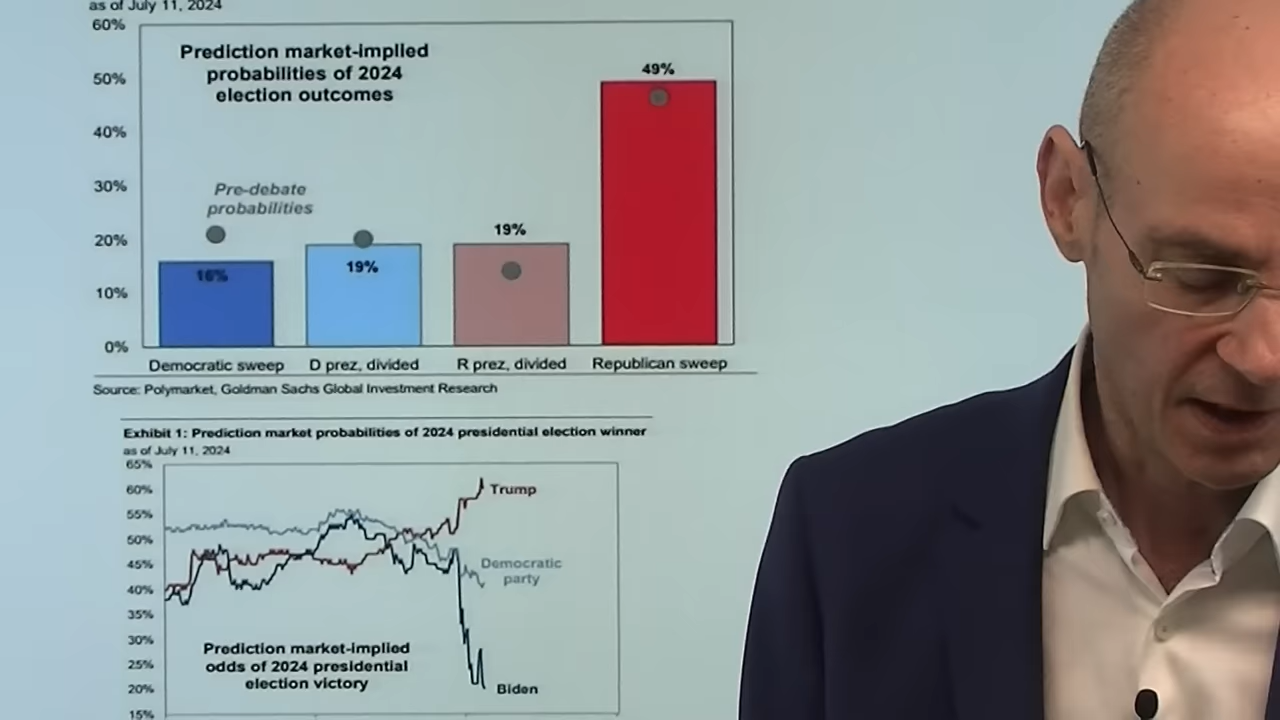 as of July 11, 2024
60%
50%
40%
30%
20%
10%
0%
Prediction market-implied
probabilities of 2024
election outcomes
Pre-debate
probabilities
16%
19%
19%
49%
Democratic sweep
D prez, divided
R prez, divided
Republican sweep
Source: Polymarket, Goldman Sachs Global Investment Research
Exhibit 1: Prediction market probabilities of 2024 presidential election winner
as of July 11, 2024
65%
60%
55%
50%
45%
40%
35%
30%
25%
20%
15%
Trump
Democratic
party
Prediction market-implied
odds of 2024 presidential
election victory
Biden